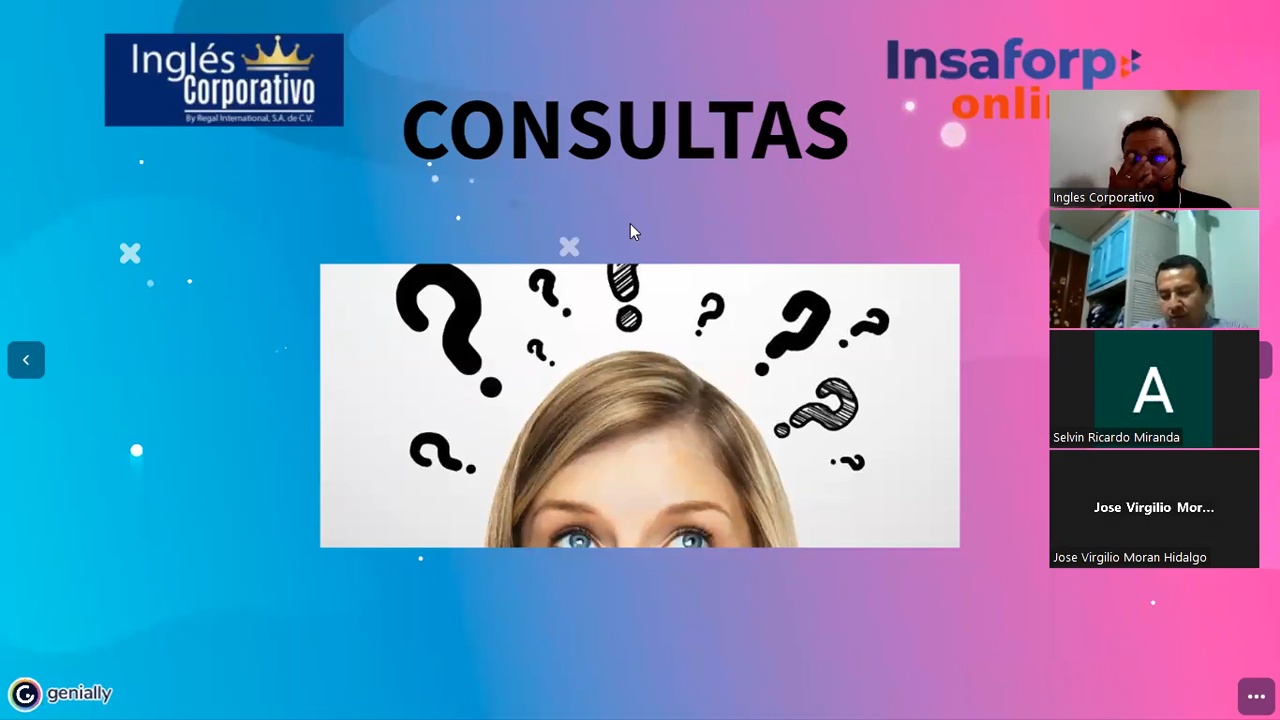 Inglés
Corporativo
By Regal International, S.A. de C.V.
Insaforp
CONSULTAS
Ingles Corporativo
A
Selvin Ricardo Miranda
Jose Virgilio Mor...
Jose Virgilio Moran Hidalgo
genially